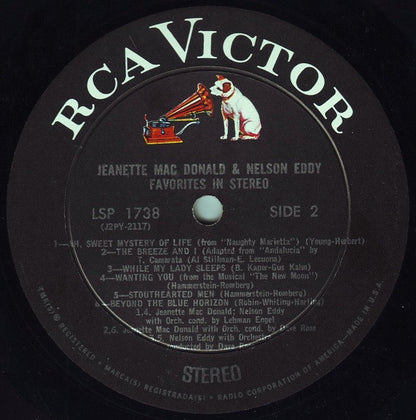 RCA VICTOR
JEANETTE MAC DONALD & NELSON EDDY
FAVORITES IN STEREO
LSP 1738
SIDE 2
(J2PY-2117)
1—AH, SWEET MYSTERY OF LIFE (from "Naughty Marietta") (Young-Herbert)
2—THE BREEZE AND I (Adapted from "Andalucia" by
T. Camarata (Al Stillman-E. Lecuona)
3—WHILE MY LADY SLEEPS (B. Kaper-Gus Kahn)
4—WANTING YOU (from the Musical "The New Moon")
(Hammerstein-Romberg)
5—STOUTHEARTED MEN (Hammerstein-Romberg)
6—BEYOND THE BLUE HORIZON (Robin-Whiting-Harling)
1,4. Jeanette Mac Donald; Nelson Eddy
with Orch. cond. by Lehman Engel
2,6. Jeanette Mac Donald with Orch. cond. by Dave Rose
3,5. Nelson Eddy with Orchestra
conducted by Dave
STEREO
TMK(S) ® REGISTERED • MARCA(S) REGISTRADA(S) • RADIO CORPORATION OF AMERICA—MADE IN U.S.A.